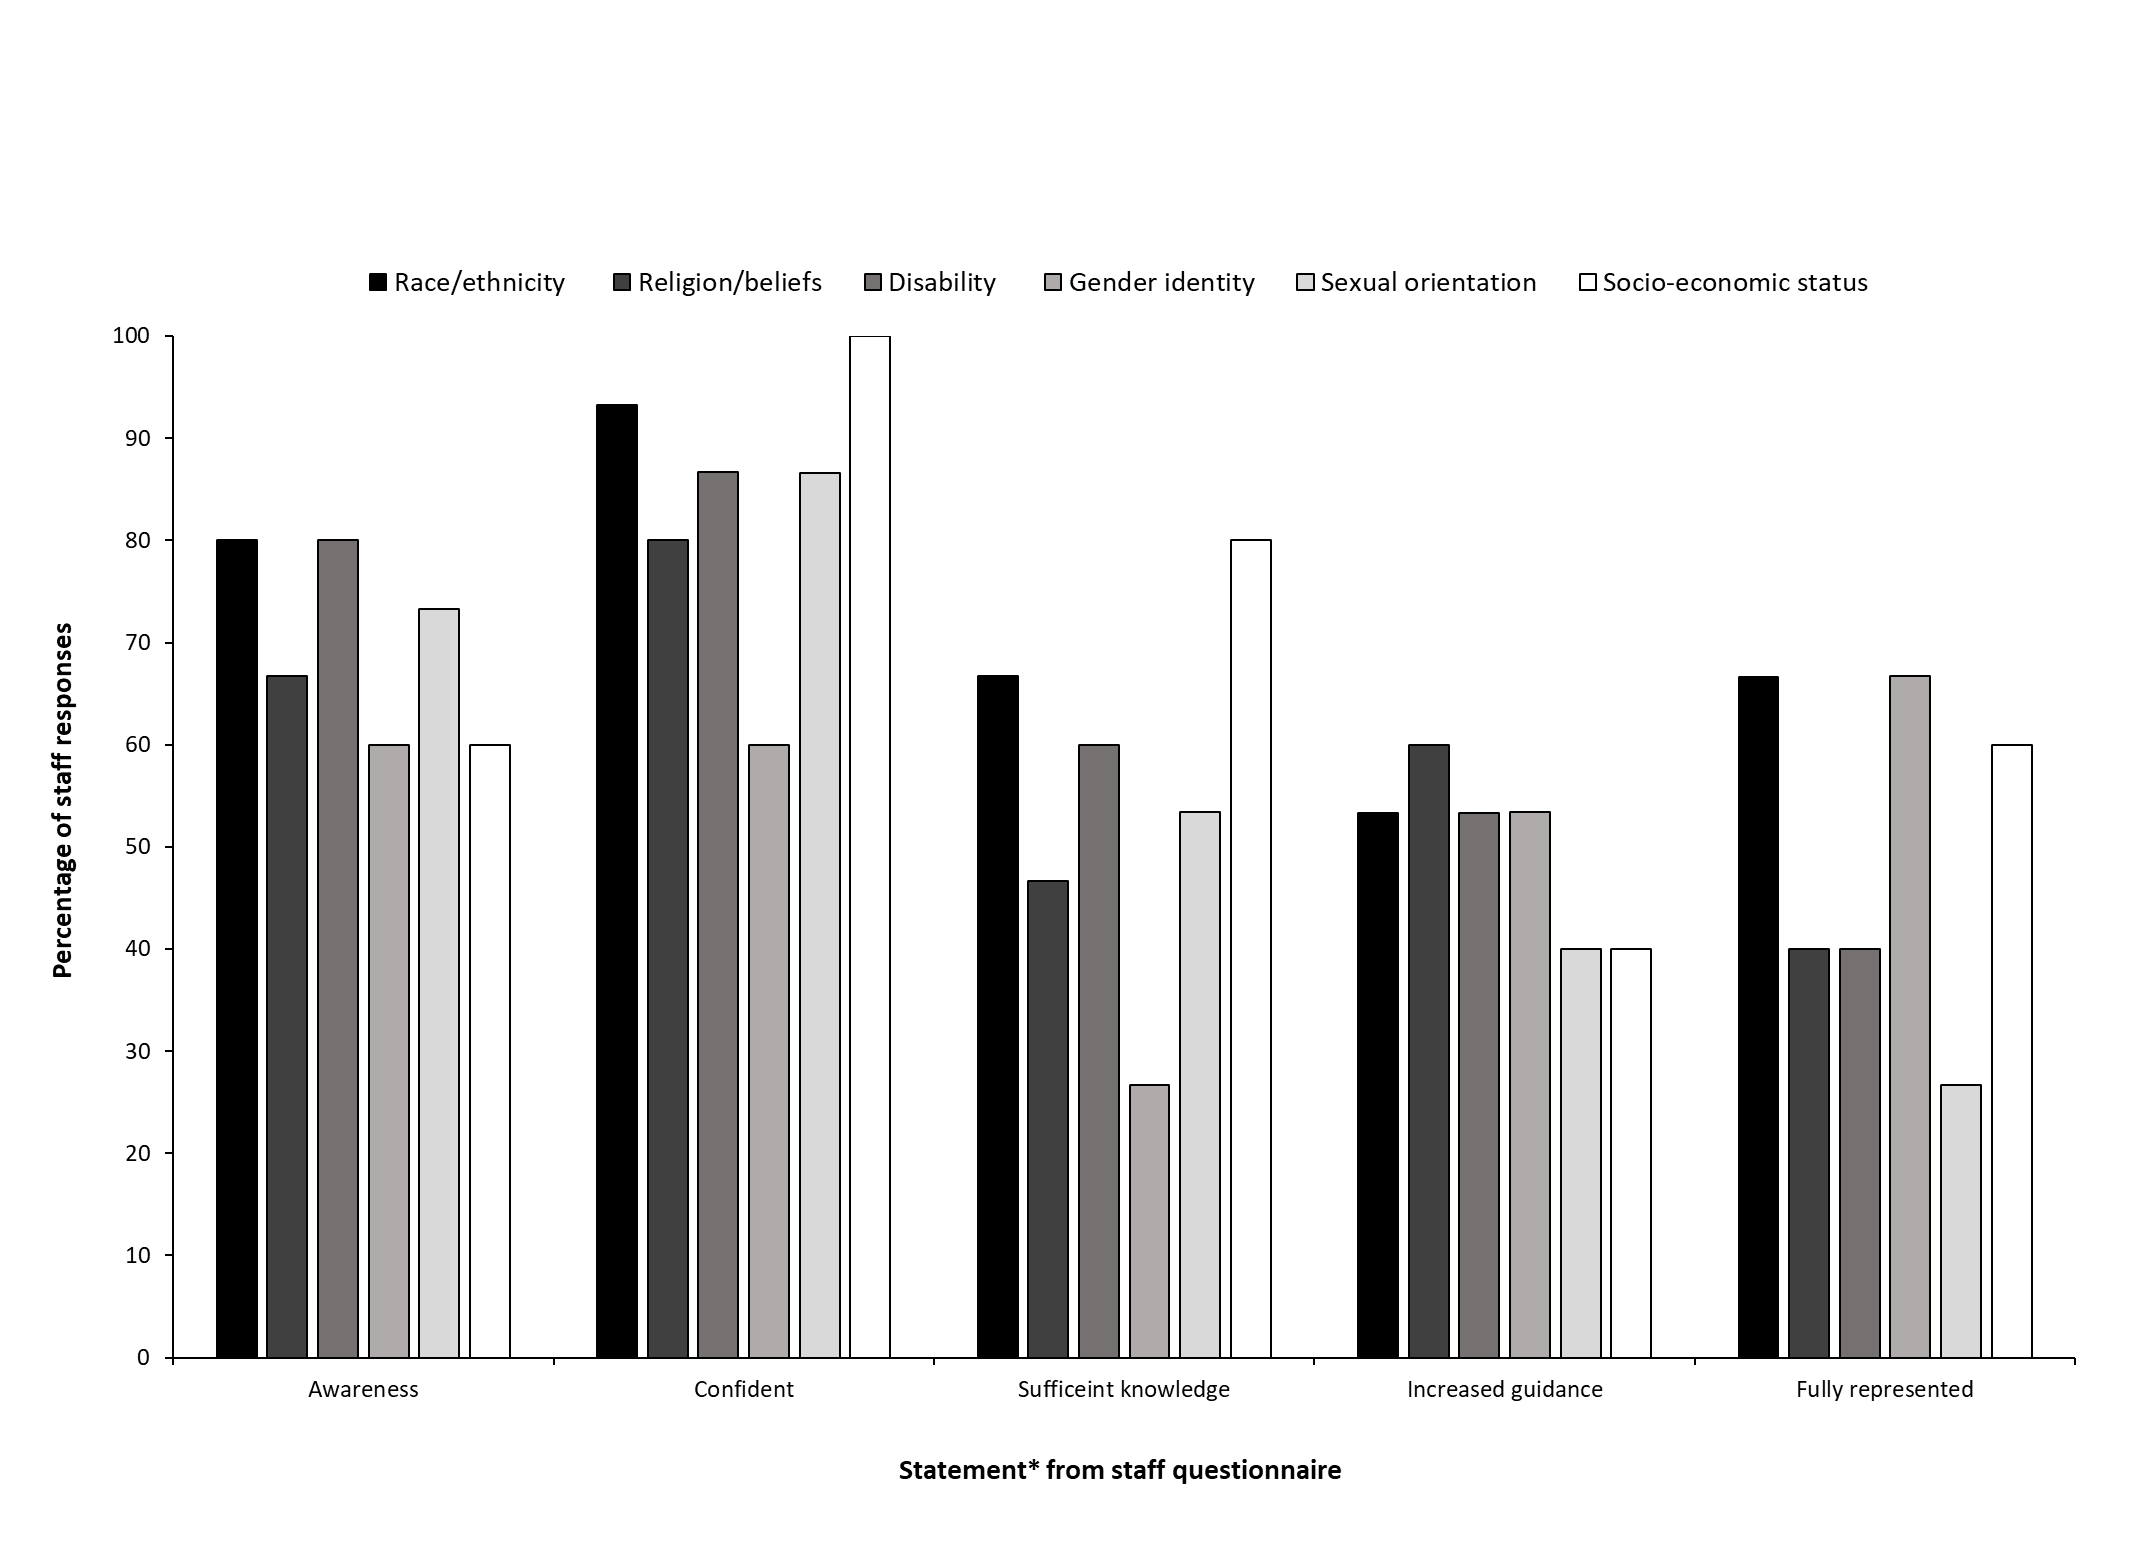 Race/ethnicity Religion/beliefs Disability Gender identity Sexual orientation Socio-economic status
100
90
80
70
60
50
40
30
20
10
0
Percentage of staff responses
Awareness Confident Sufficeint knowledge Increased guidance Fully represented
Statement* from staff questionnaire